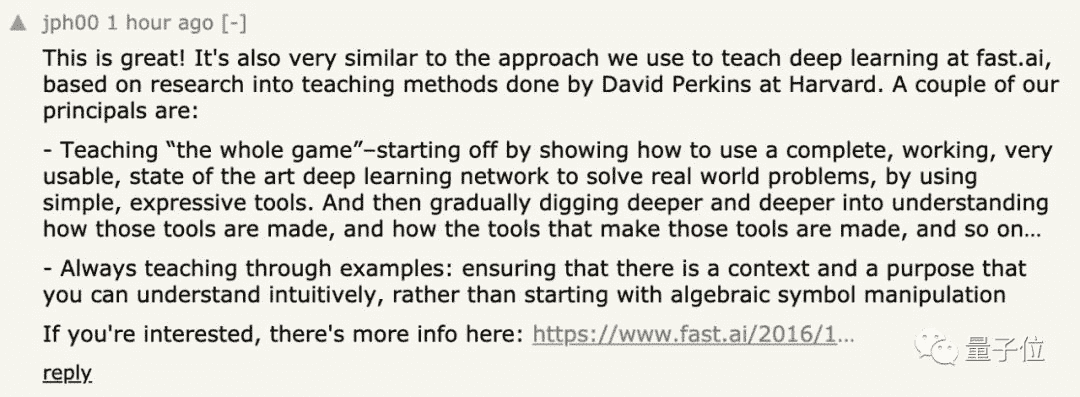 ▲ jph00 1 hour ago [-]
This is great! It's also very similar to the approach we use to teach deep learning at fast.ai,
based on research into teaching methods done by David Perkins at Harvard. A couple of our
principals are:
- Teaching “the whole game”–starting off by showing how to use a complete, working, very
usable, state of the art deep learning network to solve real world problems, by using
simple, expressive tools. And then gradually digging deeper and deeper into understanding
how those tools are made, and how the tools that make those tools are made, and so on…
- Always teaching through examples: ensuring that there is a context and a purpose that
you can understand intuitively, rather than starting with algebraic symbol manipulation
If you're interested, there's more info here: https://www.fast.ai/2016/1…
量子位
reply